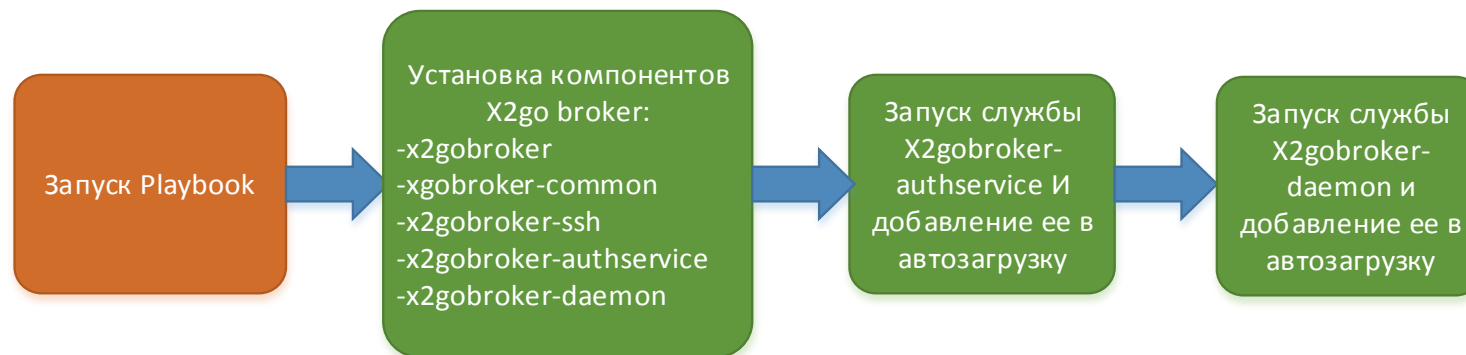 Запуск Playbook
Установка компонентов
X2go broker:
-x2gobroker
-xgobroker-common
-x2gobroker-ssh
-x2gobroker-authservice
-x2gobroker-daemon
Запуск службы
X2gobroker-
authservice И
добавление ее в
автозагрузку
Запуск службы
X2gobroker-
daemon и
добавление ее в
автозагрузку